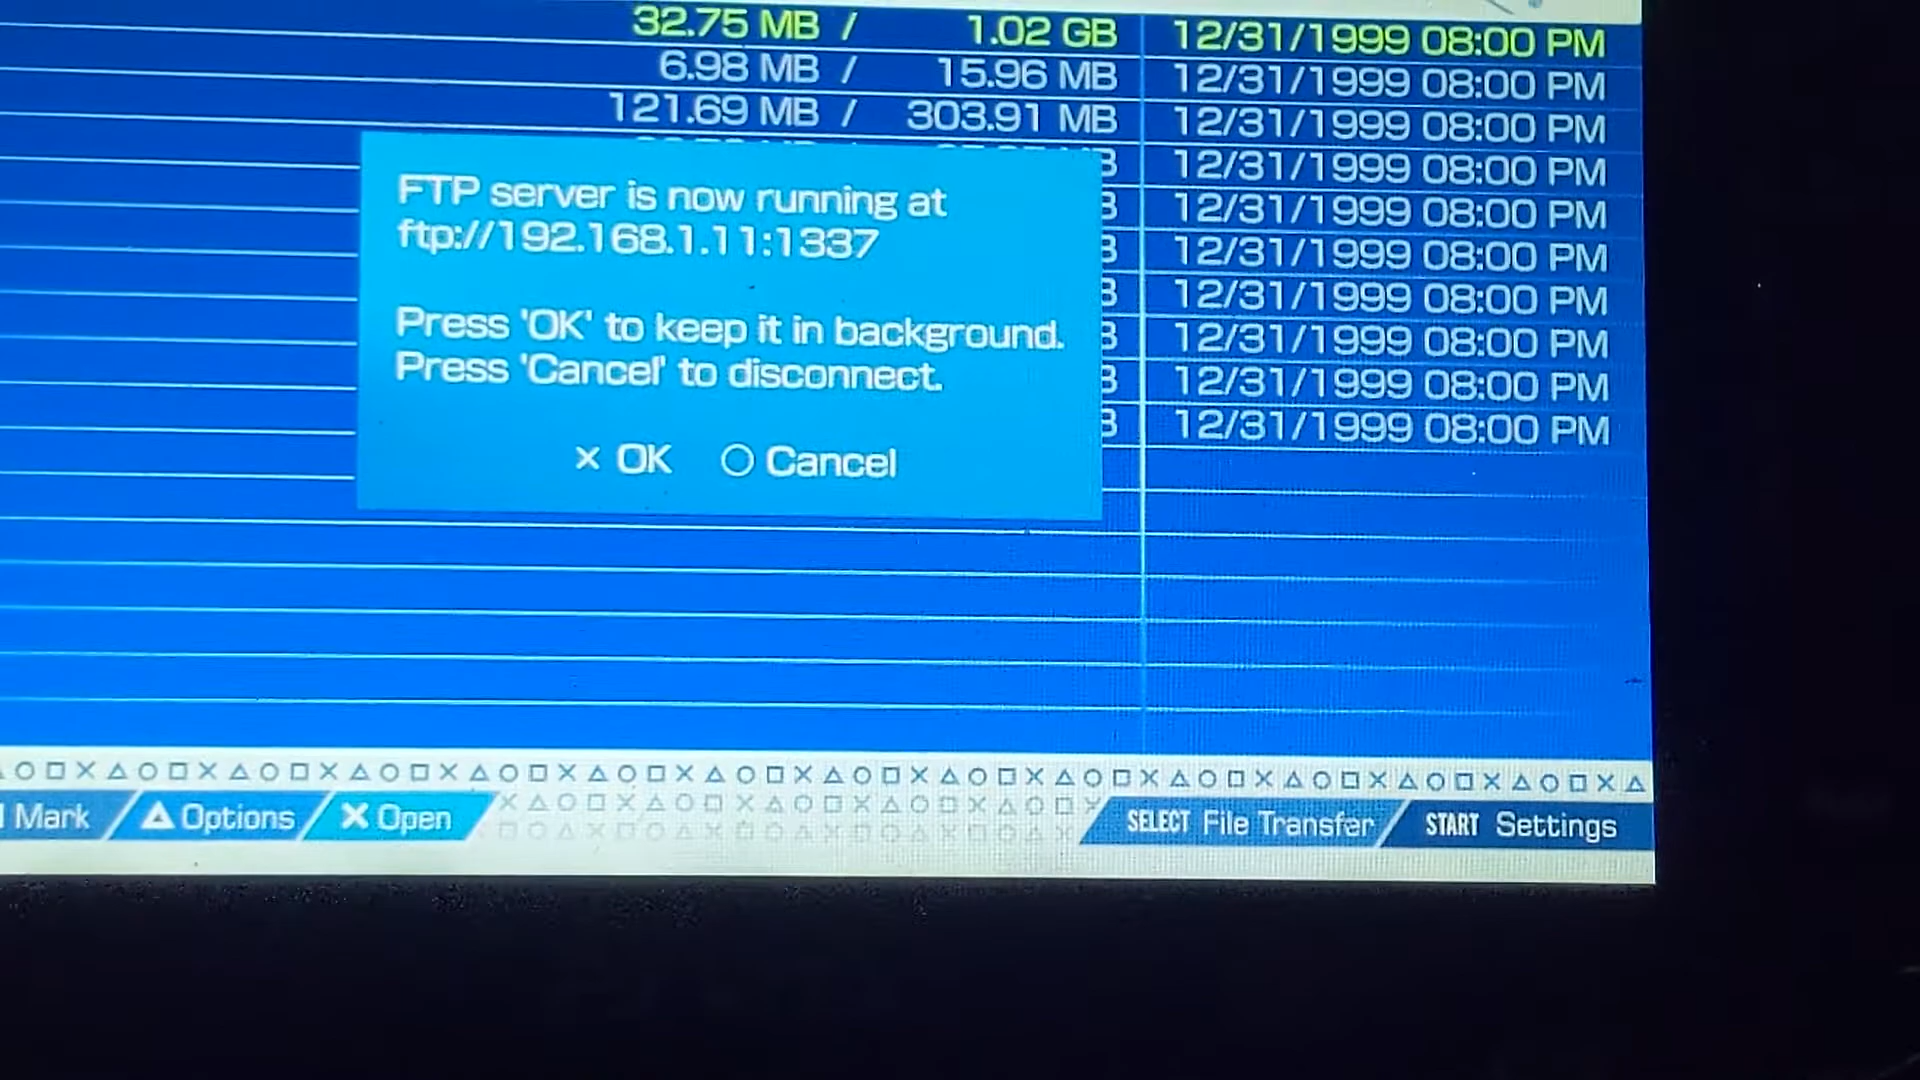 32.75 MB / 1.02 GB 12/31/1999 08:00 PM
6.98 MB / 15.96 MB 12/31/1999 08:00 PM
121.69 MB / 303.91 MB 12/31/1999 08:00 PM
12/31/1999 08:00 PM
12/31/1999 08:00 PM
12/31/1999 08:00 PM
12/31/1999 08:00 PM
12/31/1999 08:00 PM
12/31/1999 08:00 PM
12/31/1999 08:00 PM
FTP server is now running at
ftp://192.168.1.11:1337
Press 'OK' to keep it in background.
Press 'Cancel' to disconnect.
× OK ○ Cancel
Mark △ Options × Open SELECT File Transfer START Settings